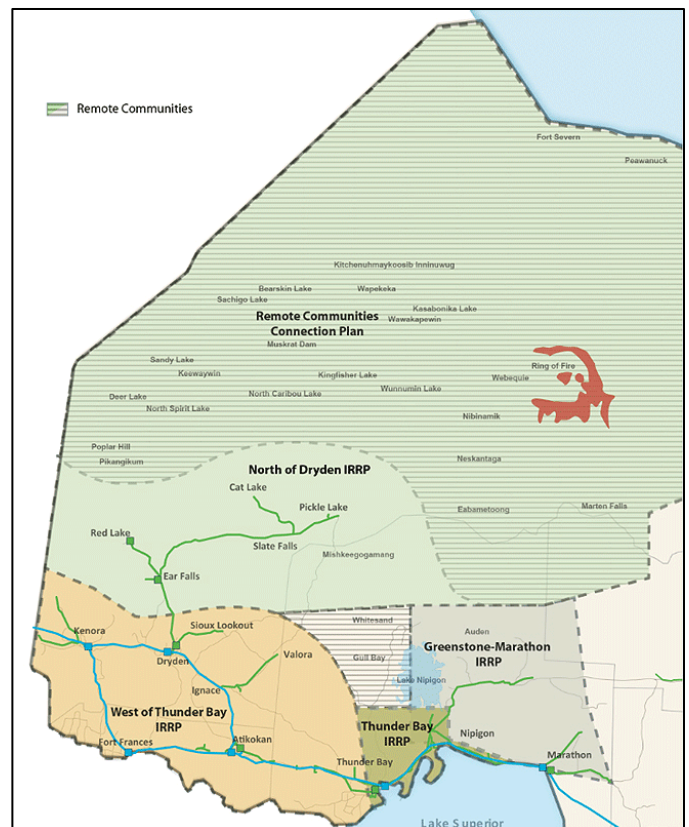 Remote Communities
Fort Severn
Peawanuck
Kitchenuhmaykoosib Inninuwug
Bearskin Lake
Wapekeka
Sachigo Lake
Kasabonika Lake
Remote Communities
Connection Plan
Wawakapewin
Muskrat Dam
Sandy Lake
Ring of Fire
Keewaywin
Kingfisher Lake
Webequie
Deer Lake
North Caribou Lake
Wunnumin Lake
North Spirit Lake
Nibinamik
Poplar Hill
Pikangikum
Neskantaga
North of Dryden IRRP
Cat Lake
Pickle Lake
Eabametoong
Marten Falls
Red Lake
Slate Falls
Mishkeegogamang
Ear Falls
Whitesand
Sioux Lookout
Kenora
Auden
Greenstone-Marathon
IRRP
Dryden
Valora
Gull Bay
Lake Nipigon
Ignace
West of Thunder Bay
IRRP
Thunder Bay
IRRP
Nipigon
Fort Frances
Atikokan
Marathon
Thunder Bay
Lake Superior